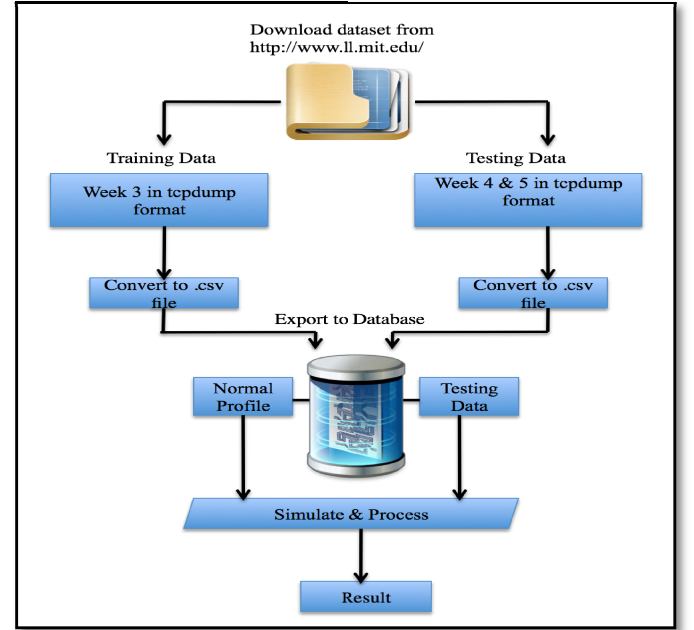 Download dataset from
http://www.ll.mit.edu/
Training Data
Testing Data
Week 3 in tcpdump
format
Week 4 & 5 in tcpdump
format
Convert to .csv
file
Convert to .csv
file
Export to Database
Normal
Profile
Testing
Data
Simulate & Process
Result